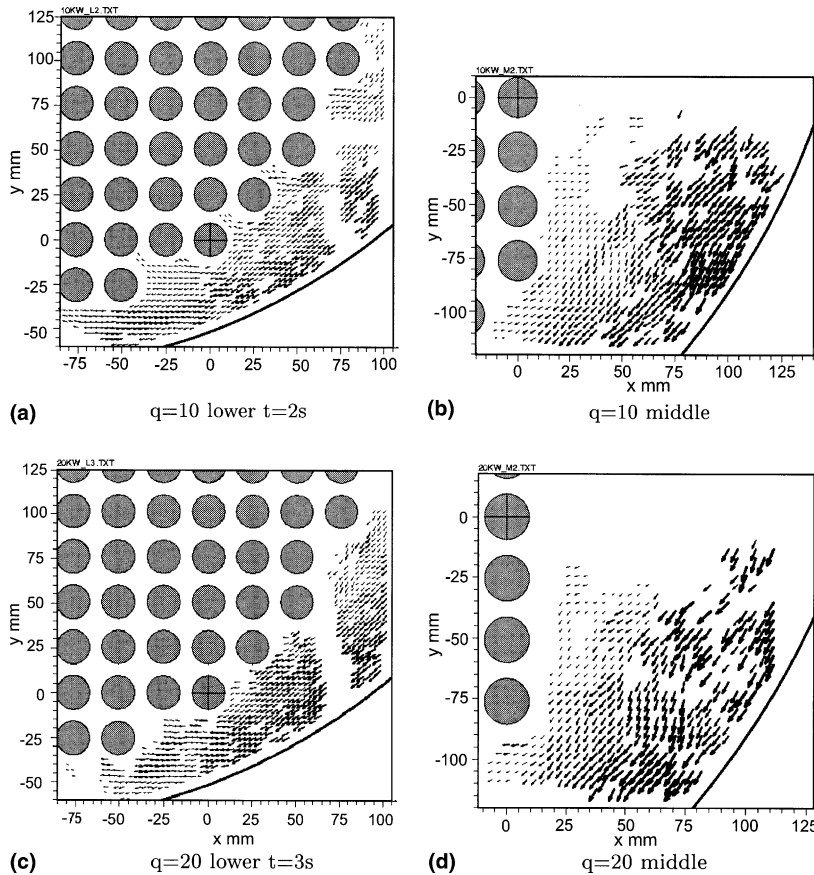 10KW_L2.TXT
125
100
75
50
25
0
-25
-50
y mm
-75 -50 -25 0 25 50 75 100
(a) q=10 lower t=2s
10KW_M2.TXT
0
-25
-50
-75
-100
y mm
0 25 50 75 100 125
x mm
(b) q=10 middle
20KW_L3.TXT
125
100
75
50
25
0
-25
-50
y mm
-75 -50 -25 0 25 50 75 100
x mm
(c) q=20 lower t=3s
20KW_M2.TXT
0
-25
-50
-75
-100
y mm
0 25 50 75 100 125
x mm
(d) q=20 middle